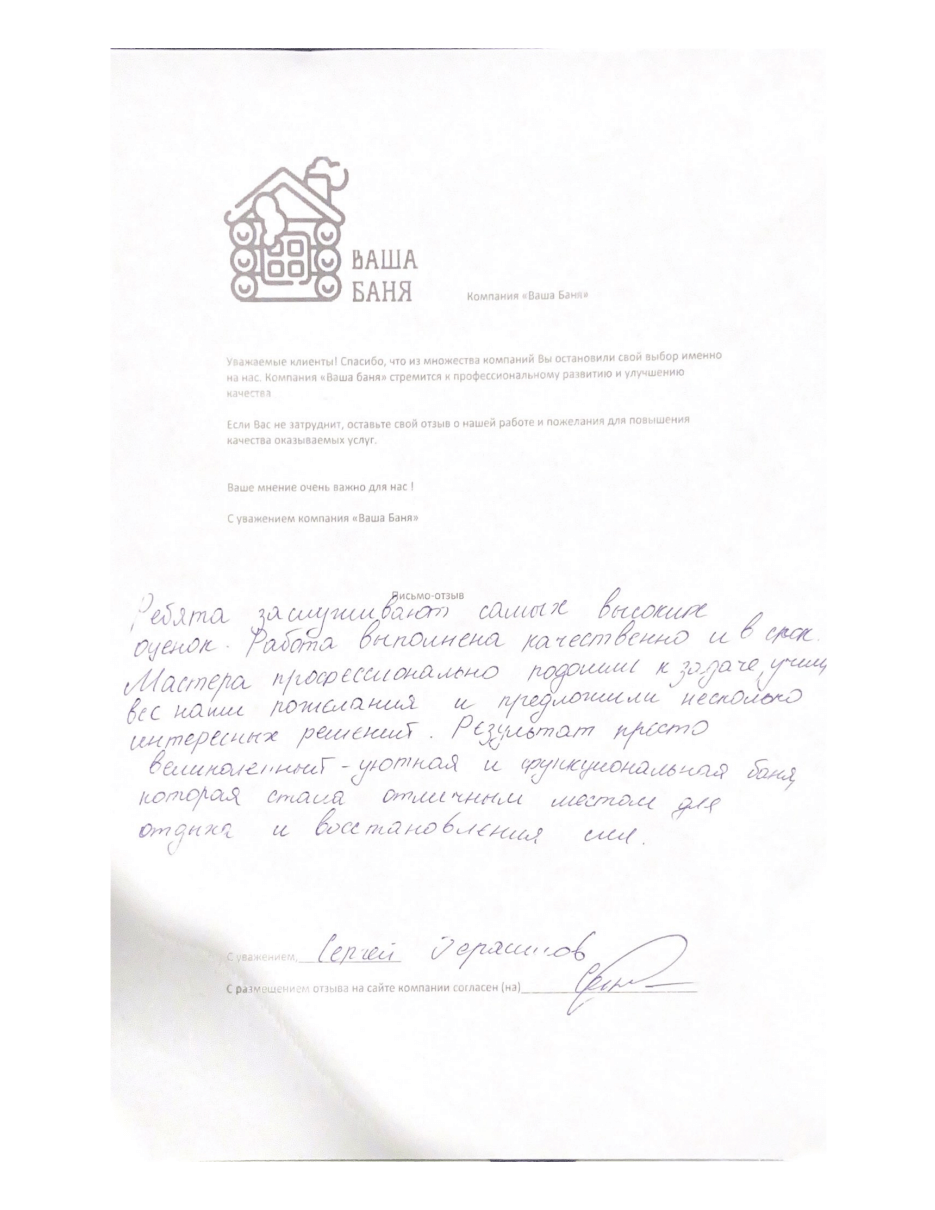 ВАША
БАНЯ
Компания «Ваша Баня»
Уважаемые клиенты! Спасибо, что из множества компаний Вы остановили свой выбор именно
на нас. Компания «Ваша баня» стремится к профессиональному развитию и улучшению
качества
Если Вас не затруднит, оставьте свой отзыв о нашей работе и пожелания для повышения
качества оказываемых услуг.
Ваше мнение очень важно для нас !
С уважением компания «Ваша Баня»
Письмо-отзыв
Ребята заслуживают самых высоких
оценок. Работа выполнена качественно и в срок.
Мастера профессионально подошли к задаче,
все наши пожелания и предложили несколько
интересных решений. Результат просто
великолепный - уютная и функциональная баня,
которая стала отличным местом для
отдыха и восстановления сил.
С уважением, Сергей
С размещением отзыва на сайте компании согласен (на)